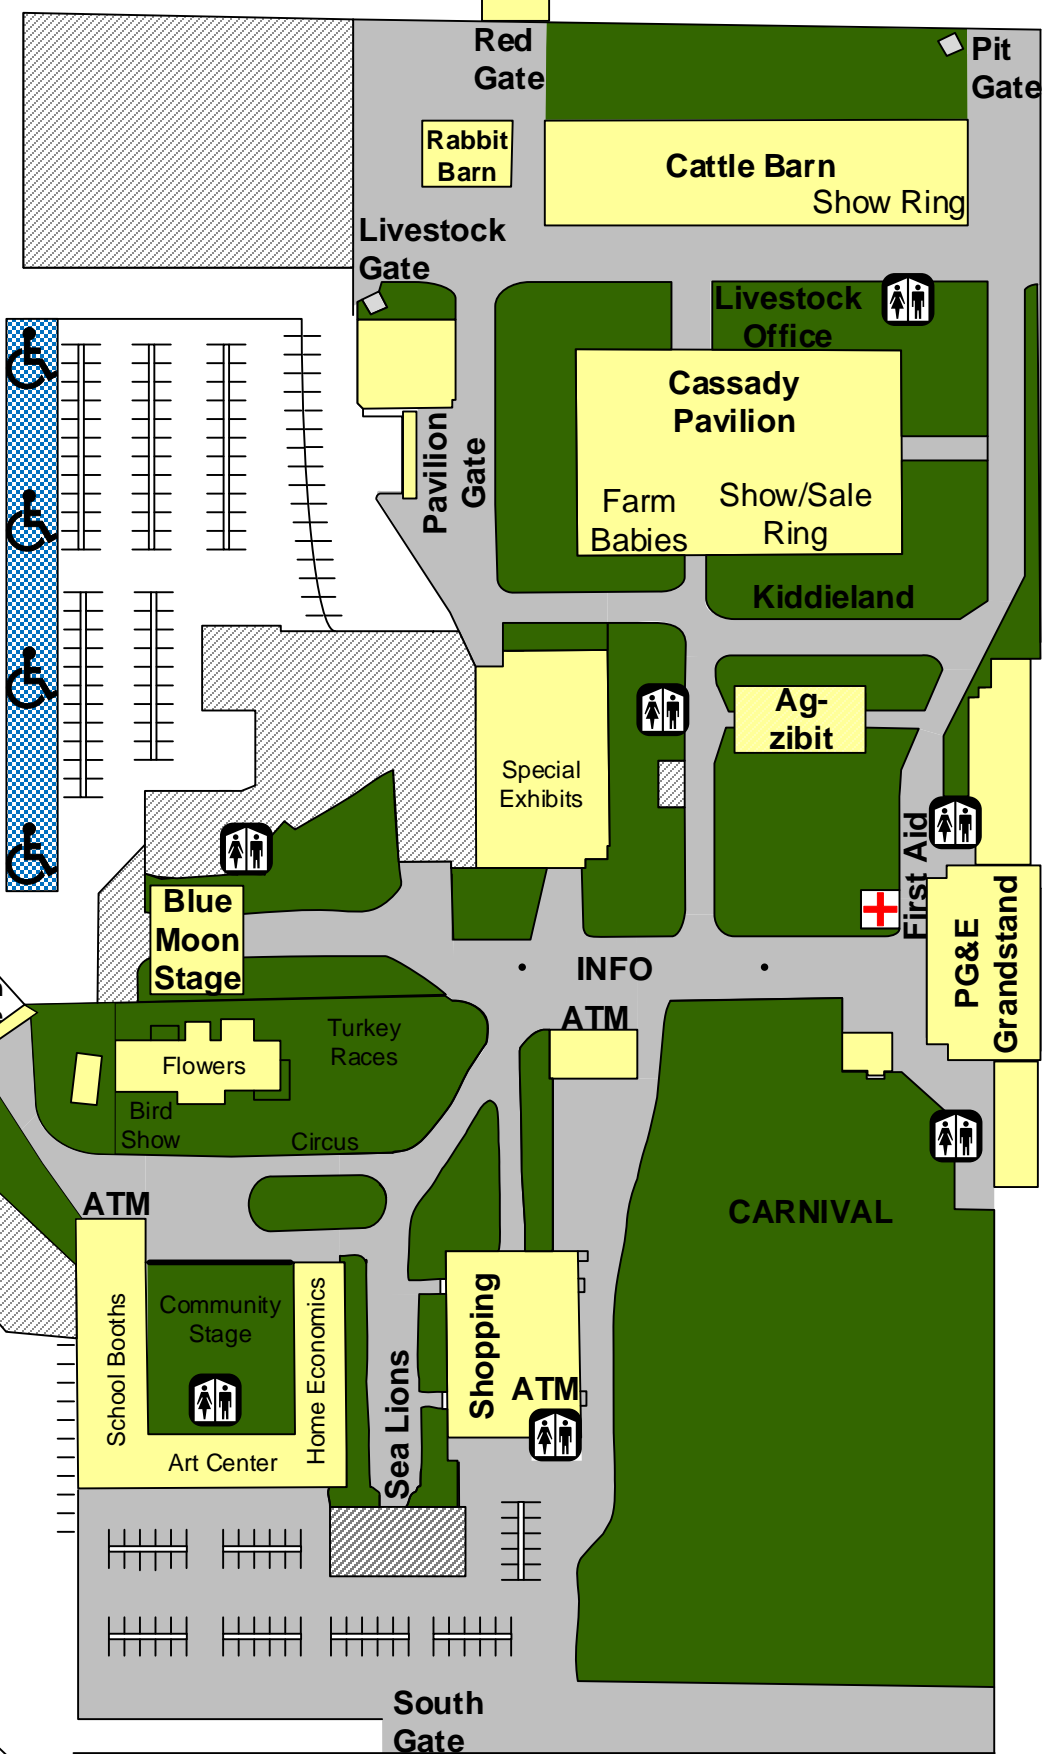 Red
Gate
Pit
Gate
Rabbit
Barn
Cattle Barn
Show Ring
Livestock
Gate
Livestock
Office
Cassady
Pavilion
Pavilion
Gate
Farm
Babies
Show/Sale
Ring
Kiddieland
Ag-
zibit
Special
Exhibits
First Aid
Blue
Moon
Stage
PG&E
Grandstand
INFO
ATM
Turkey
Races
Flowers
Bird
Show
Circus
ATM
CARNIVAL
School Booths
Community
Stage
Home Economics
Art Center
Sea Lions
Shopping
ATM
South
Gate